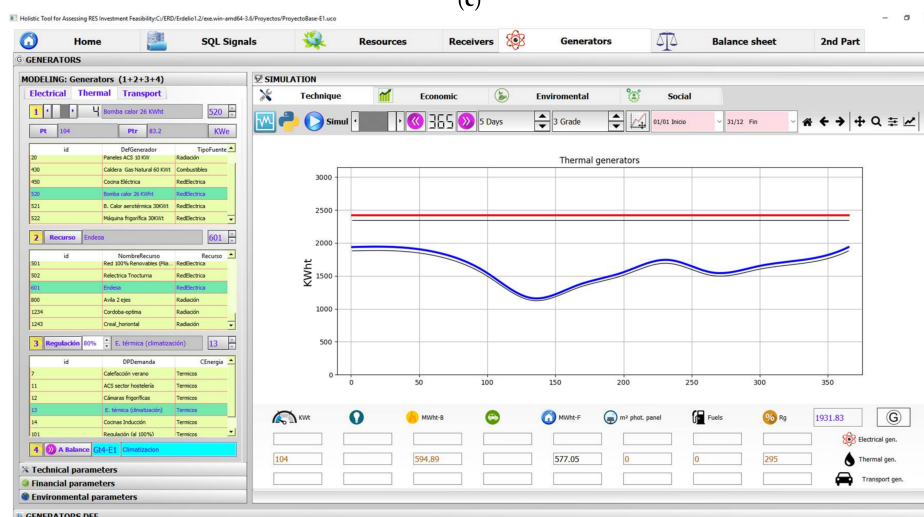 (c)
Holistic Tool for Assessing RES Investment Feasibility:C:/ERD/Erdelio1.2/exe.win-amd64-3.6/Proyectos/ProyectoBase-E1.uco
Home SQL Signals Resources Receivers Generators Balance sheet 2nd Part
G GENERATORS
MODELING: Generators (1+2+3+4)
Electrical Thermal Transport
1 4 Bomba calor 26 KWht 520
Pt 104 Ptr 83.2 KWe
id DefGenerador TipoFuente
20 Paneles ACS 10 KW Radiación
430 Caldera Gas Natural 60 KWt Combustibles
450 Cocina Eléctrica RedElectrica
520 Bomba calor 26 KWht RedElectrica
521 B. Calor aerotérmica 30KWt RedElectrica
522 Máquina frigorífica 30KWt RedElectrica
2 Recurso Endesa 601
id NombreRecurso Recurso
501 Red 100% Renovables (Pla... RedElectrica
502 Relectrica Tnocturna RedElectrica
601 Endesa RedElectrica
800 Avila 2 ejes Radiación
1234 Cordoba-optima Radiación
1243 Creal_horiontal Radiación
3 Regulación 80% E. térmica (climatización) 13
id DPDemanda CEnergia
7 Calefacción verano Termicos
11 ACS sector hostelería Termicos
12 Cámaras frigoríficas Termicos
13 E. térmica (climatización) Termicos
14 Cocinas Inducción Termicos
101 Regulación (al 100%) Termicos
4 A Balance Gt4-E1 Climatizacion
Technical parameters
Financial parameters
Environmental parameters
SIMULATION
Technique Economic Enviromental Social
Simul 365 5 Days 3 Grade 01/01 Inicio 31/12 Fin
Thermal generators
KWht
3000
2500
2000
1500
1000
500
0
0 50 100 150 200 250 300 350
KWt MWht-B MWht-F m² phot. panel Fuels % Rg 1931.83 G
Electrical gen.
104 594.89 577.05 0 0 295 Thermal gen.
Transport gen.
GENERATORS DEF